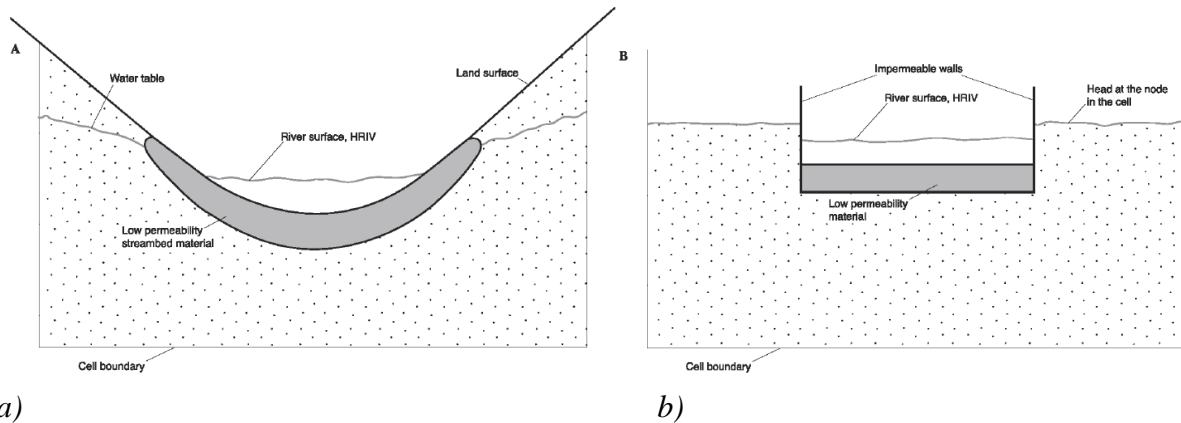 A
Water table
Land surface
River surface, HRIV
Low permeability
streambed material
Cell boundary
a)
B
Impermeable walls
River surface, HRIV
Head at the node
in the cell
Low permeability
material
Cell boundary
b)